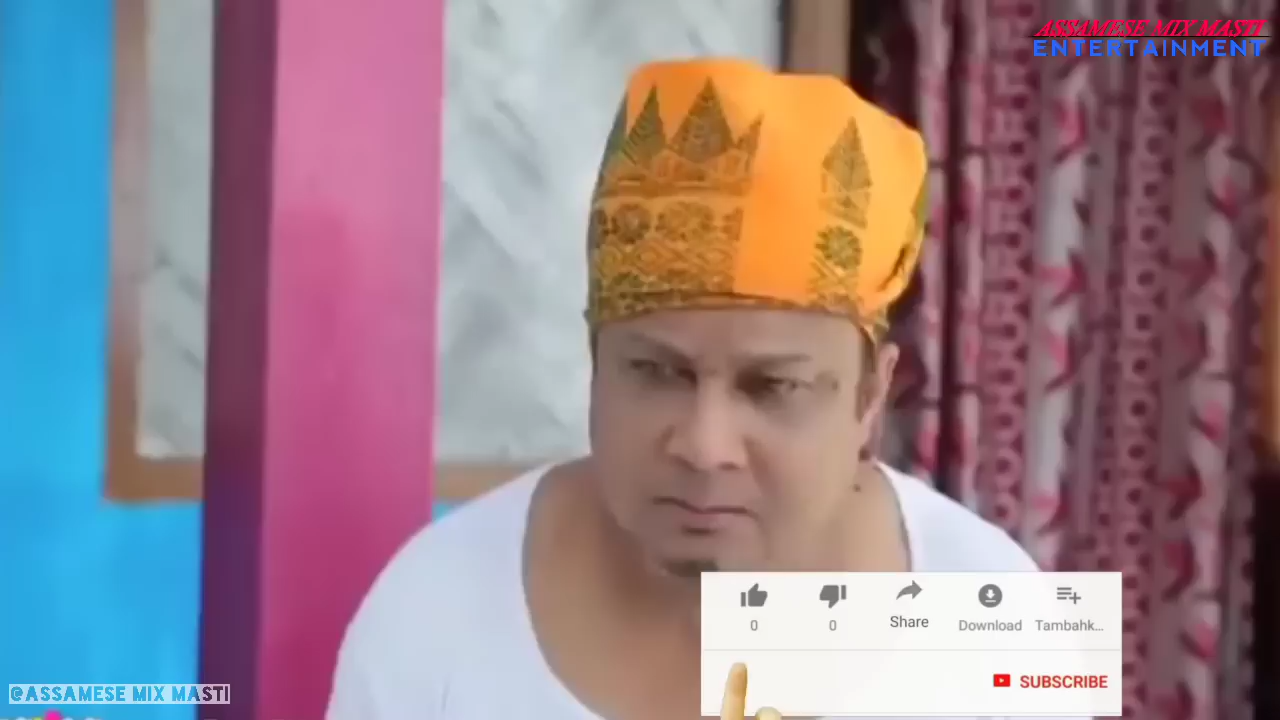 ASSAMESE MIX MASTI
ENTERTAINMENT
0 0 Share Download Tambahk...
SUBSCRIBE
@ASSAMESE MIX MASTI